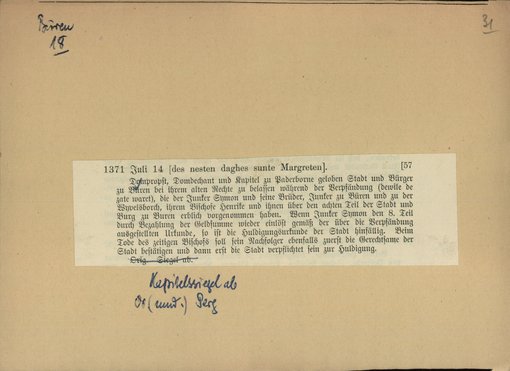 Büren
18
31
1371 Juli 14 [des nesten daghes sunte Margreten]. [57
Dompropst, Domdechant und Kapitel zu Paderborne geloben Stadt und Bürger
zu Büren bei ihrem alten Rechte zu belassen während der Verpfändung (dewile de
zate waret), die der Junker Symon und seine Brüder, Junker zu Büren und zu der
Wyvelsborch, ihrem Bischofe Henrike und ihnen über den achten Teil der Stadt und
Burg zu Buren erblich vorgenommen haben. Wenn Junker Symon den 8. Teil
durch Bezahlung der Geldsumme wieder einlöst gemäß der über die Verpfändung
ausgestellten Urkunde, so ist die Huldigungsurkunde der Stadt hinfällig. Beim
Tode des zeitigen Bischofs soll sein Nachfolger ebenfalls zuerst die Gerechtsame der
Stadt bestätigen und dann erst die Stadt verpflichtet sein zur Huldigung.
Orig. Siegel ab.
Kapitelssiegel ab
Or (mnd.) Perg